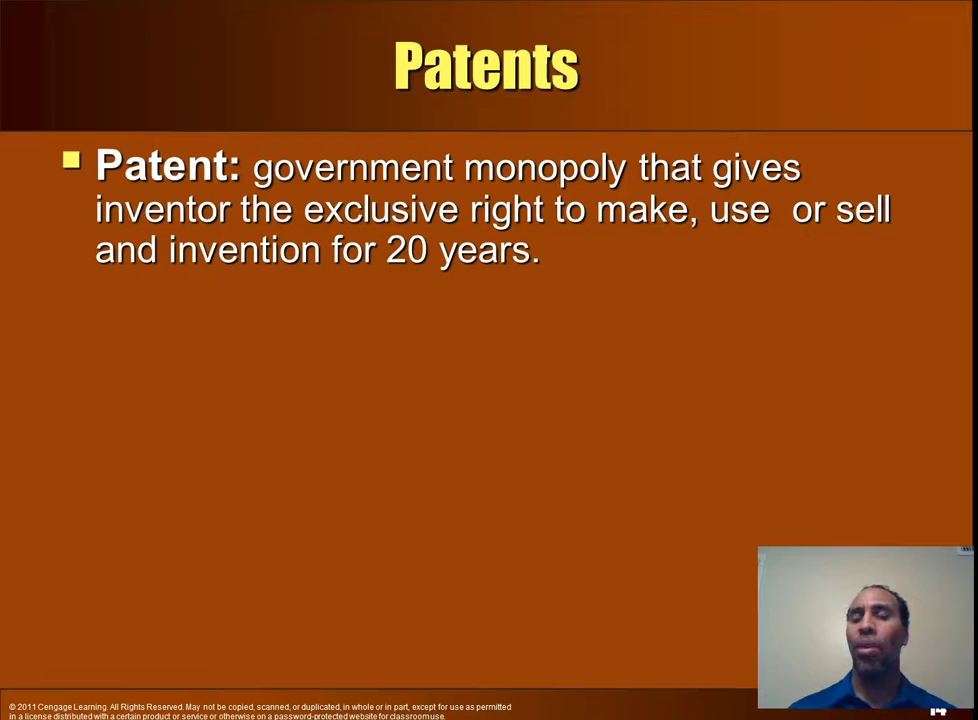 Patents
Patent: government monopoly that gives
inventor the exclusive right to make, use or sell
and invention for 20 years.
© 2011 Cengage Learning. All Rights Reserved. May not be copied, scanned, or duplicated, in whole or in part, except for use as permitted
in a license distributed with a certain product or service or otherwise on a password-protected website for classroom use.